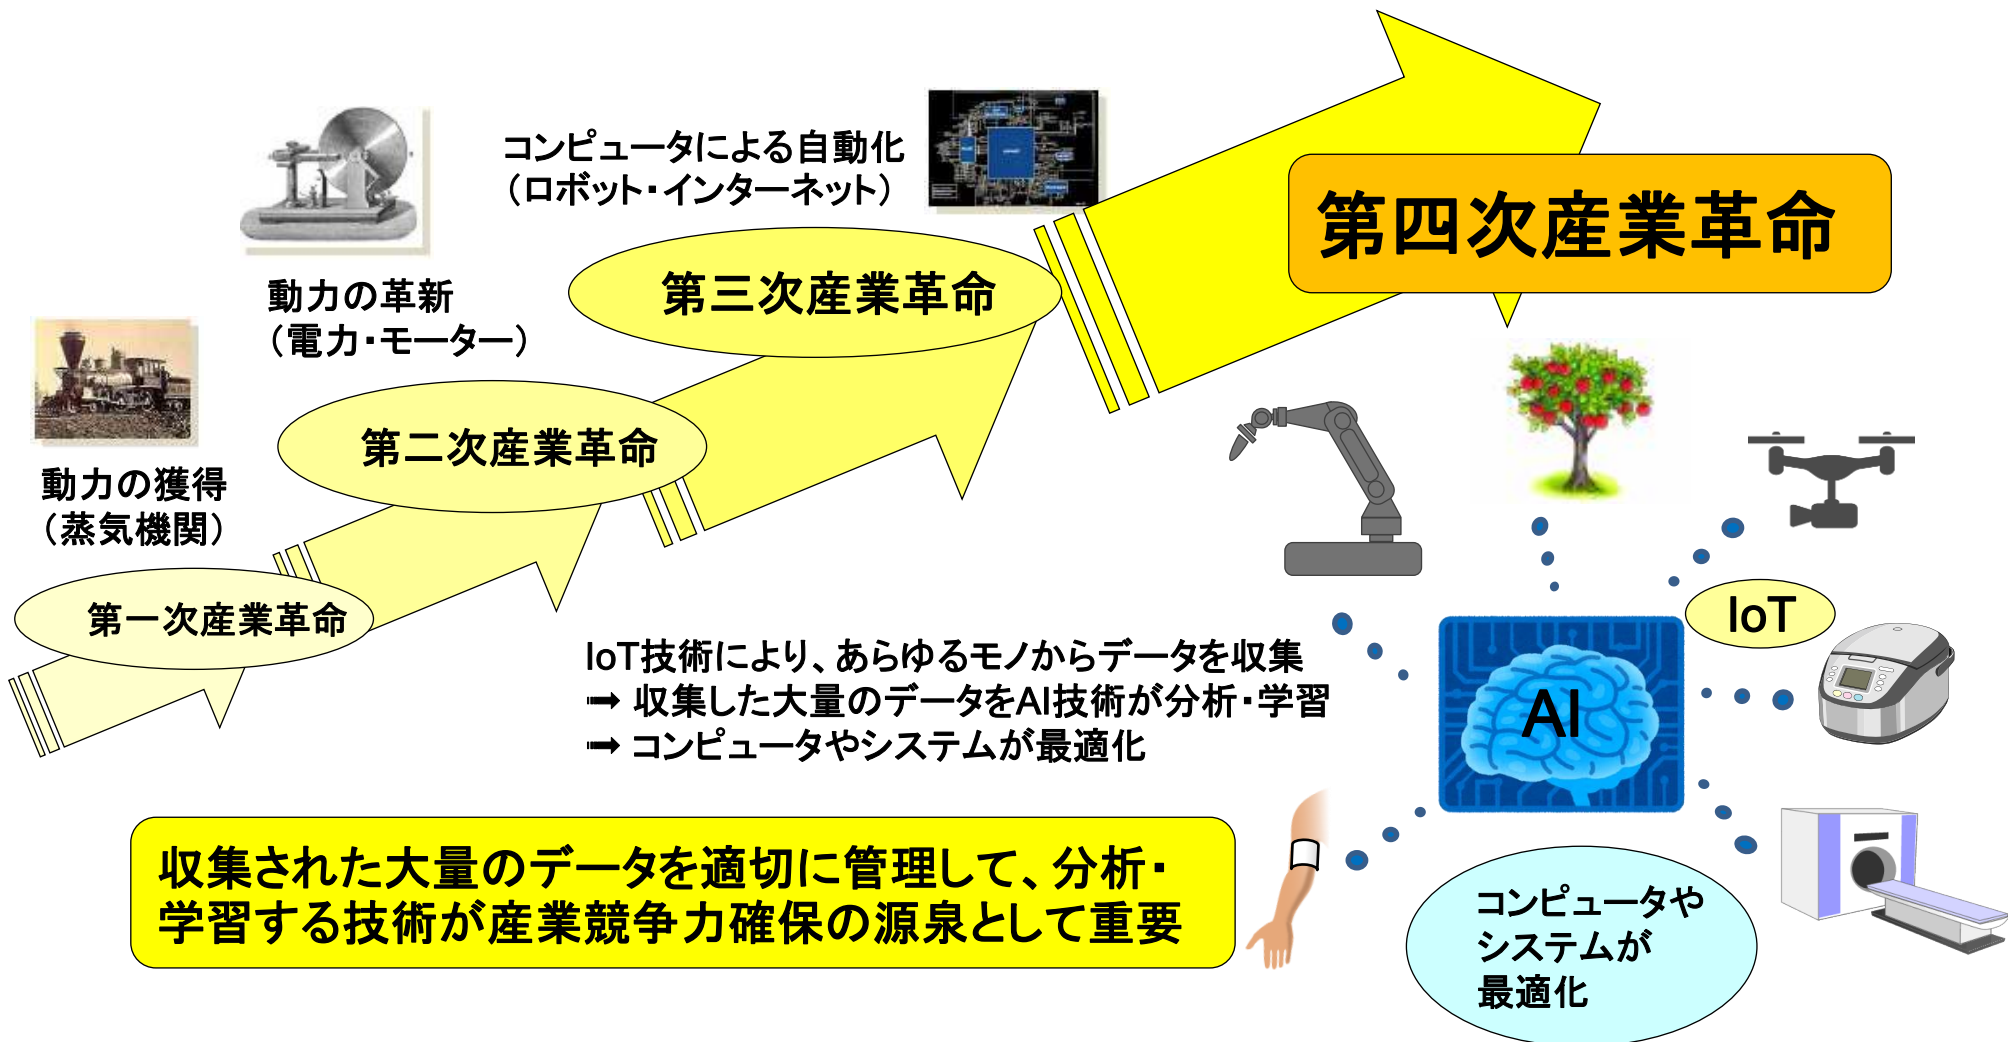 コンピュータによる自動化
（ロボット・インターネット）
第四次産業革命
第三次産業革命
動力の革新
（電力・モーター）
第二次産業革命
動力の獲得
（蒸気機関）
第一次産業革命
IoT技術により、あらゆるモノからデータを収集
➟ 収集した大量のデータをAI技術が分析・学習
➟ コンピュータやシステムが最適化
IoT
AI
収集された大量のデータを適切に管理して、分析・
学習する技術が産業競争力確保の源泉として重要
コンピュータや
システムが
最適化